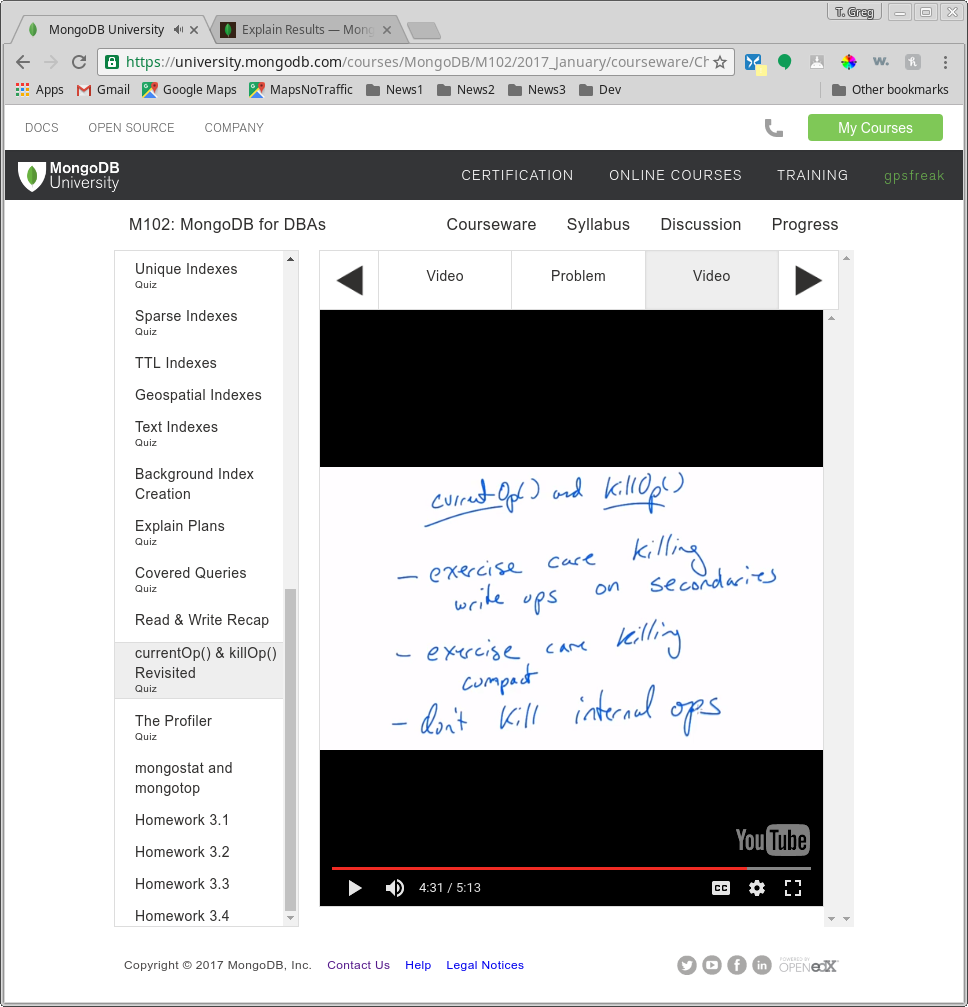 T. Greg
MongoDB University
Explain Results — Mong
https://university.mongodb.com/courses/MongoDB/M102/2017_January/courseware/Ch
Apps Gmail Google Maps MapsNoTraffic News1 News2 News3 Dev Other bookmarks
DOCS OPEN SOURCE COMPANY My Courses
MongoDB
University
CERTIFICATION ONLINE COURSES TRAINING gpsfreak
M102: MongoDB for DBAs Courseware Syllabus Discussion Progress
Unique Indexes
Quiz
Sparse Indexes
Quiz
TTL Indexes
Geospatial Indexes
Text Indexes
Quiz
Background Index
Creation
Explain Plans
Quiz
Covered Queries
Quiz
Read & Write Recap
currentOp() & killOp()
Revisited
Quiz
The Profiler
Quiz
mongostat and
mongotop
Homework 3.1
Homework 3.2
Homework 3.3
Homework 3.4
Video Problem Video
currentOp() and killOp()
– exercise care killing
write ops on secondaries
– exercise care killing
compact
– don't kill internal ops
YouTube
4:31 / 5:13 CC
Copyright © 2017 MongoDB, Inc. Contact Us Help Legal Notices
POWERED BY
OPEN edX